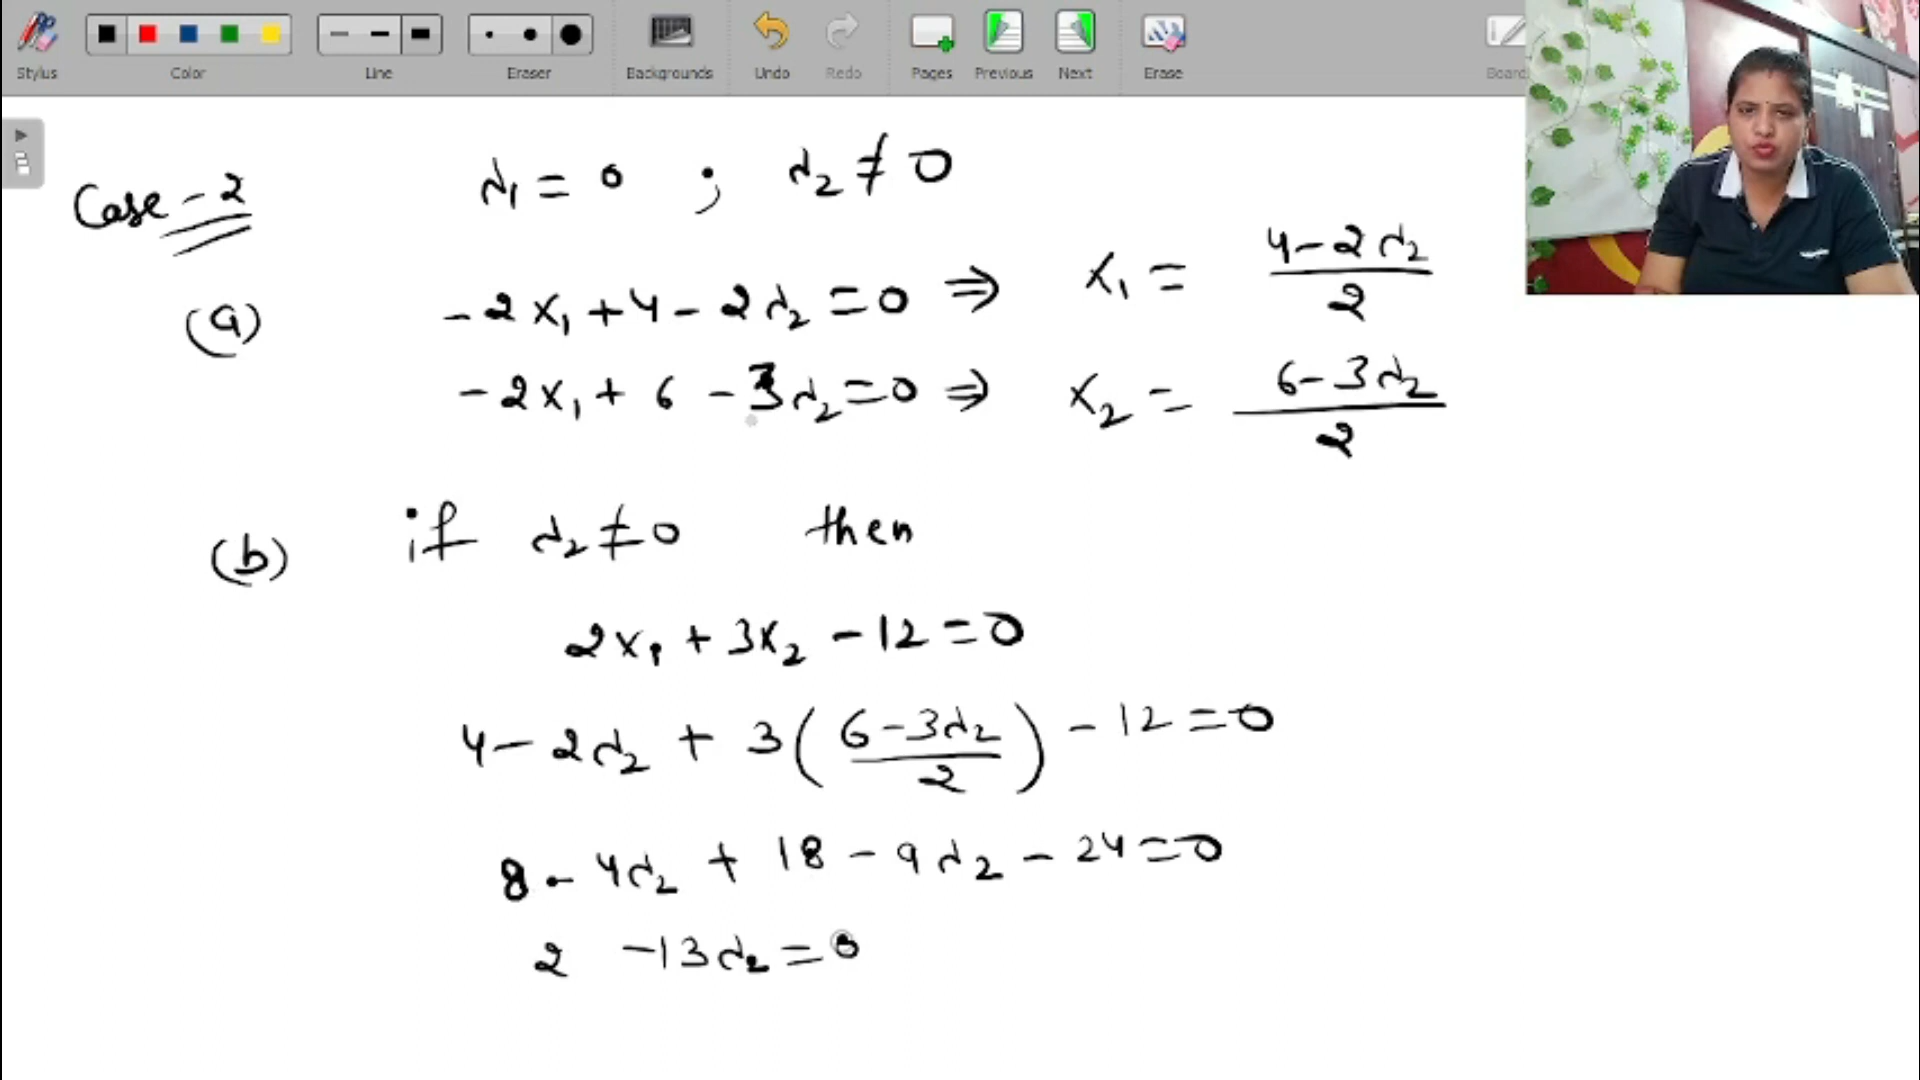 Stylus Color Line Eraser Backgrounds Undo Redo Pages Previous Next Erase Board
Case - 2 λ₁ = 0 ; λ₂ ≠ 0
(a) -2x₁ + 4 - 2λ₂ = 0 ⇒ x₁ = (4 - 2λ₂)/2
-2x₁ + 6 - 3λ₂ = 0 ⇒ x₂ = (6 - 3λ₂)/2
(b) if λ₂ ≠ 0 then
2x₁ + 3x₂ - 12 = 0
4 - 2λ₂ + 3((6 - 3λ₂)/2) - 12 = 0
8 - 4λ₂ + 18 - 9λ₂ - 24 = 0
2 - 13λ₂ = 0